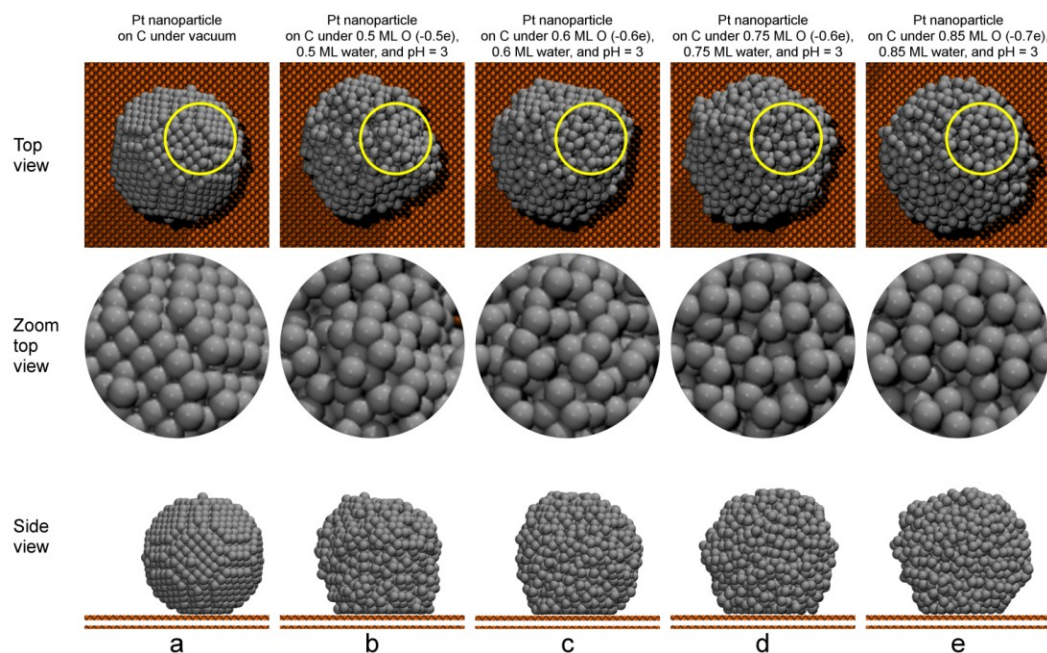 Pt nanoparticle
on C under vacuum
Pt nanoparticle
on C under 0.5 ML O (-0.5e),
0.5 ML water, and pH = 3
Pt nanoparticle
on C under 0.6 ML O (-0.6e),
0.6 ML water, and pH = 3
Pt nanoparticle
on C under 0.75 ML O (-0.6e),
0.75 ML water, and pH = 3
Pt nanoparticle
on C under 0.85 ML O (-0.7e),
0.85 ML water, and pH = 3
Top
view
Zoom
top
view
Side
view
a
b
c
d
e